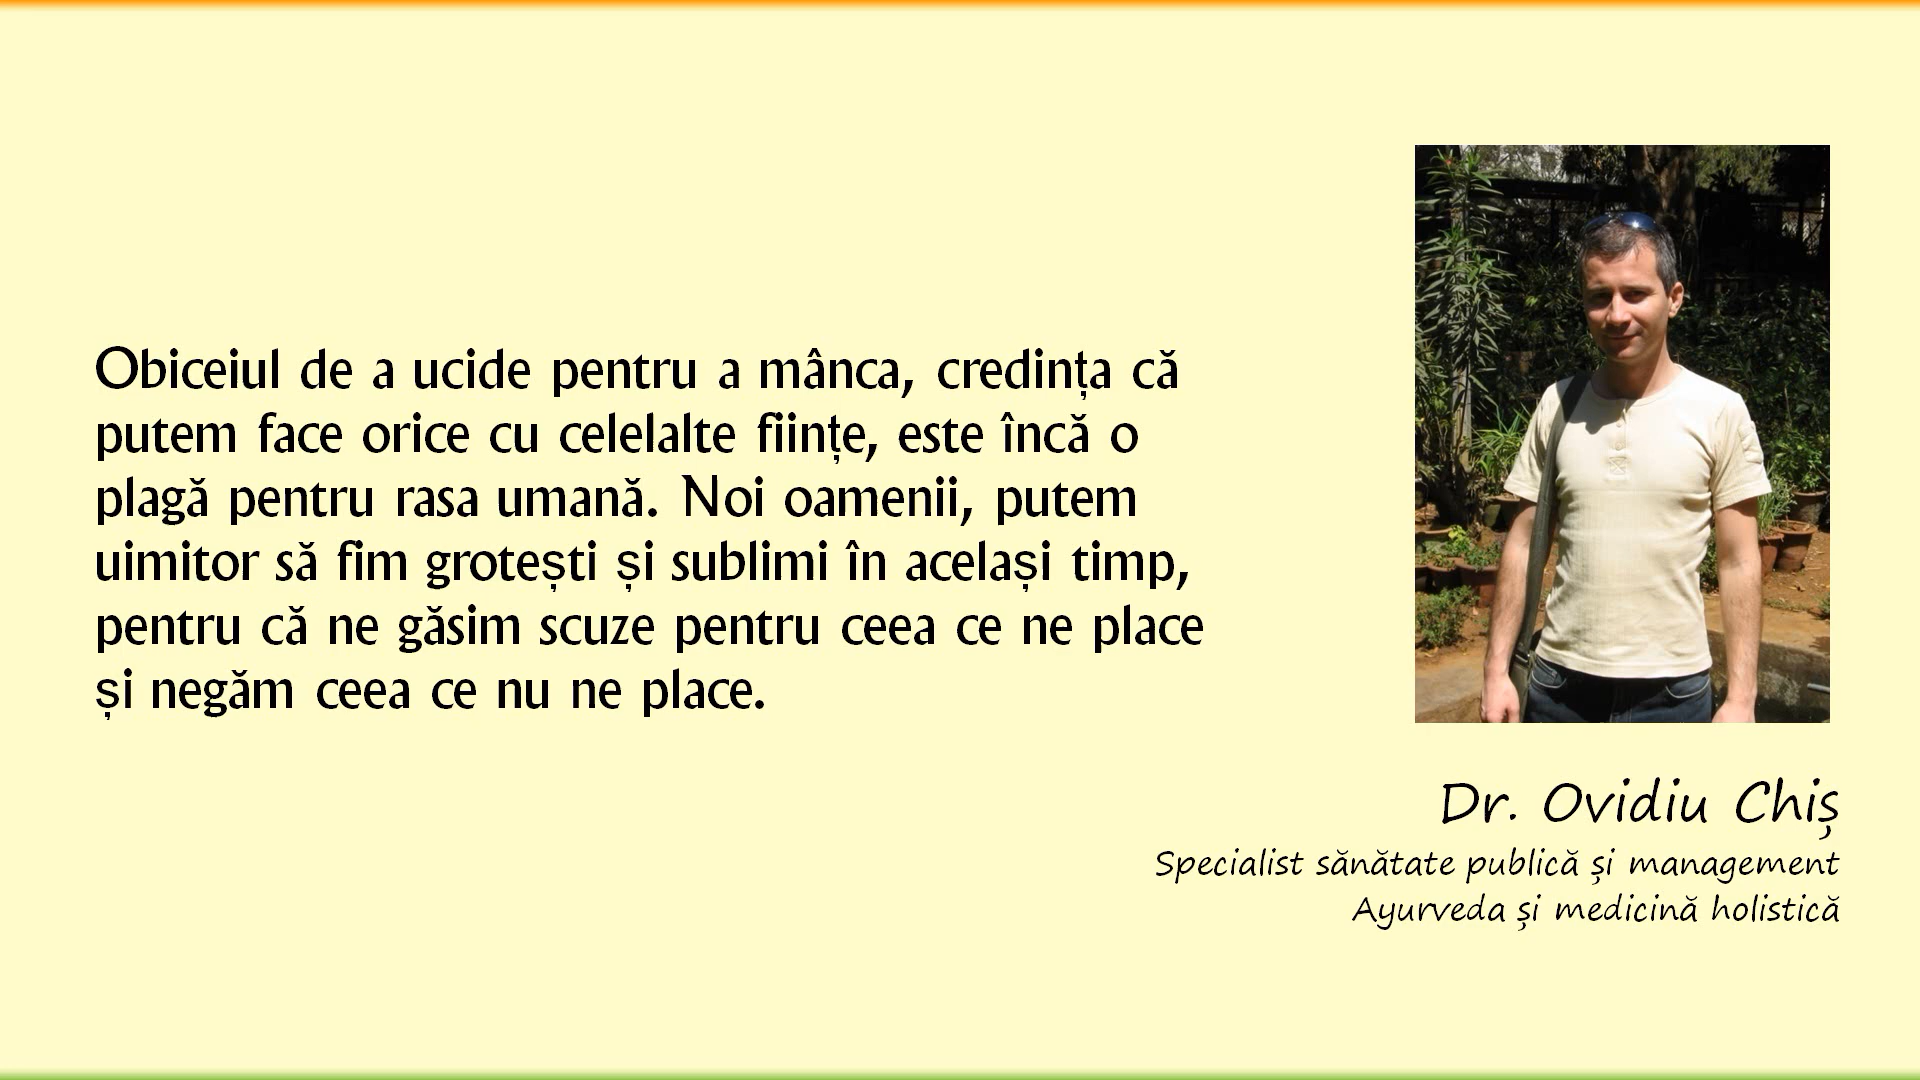 Obiceiul de a ucide pentru a mânca, credința că
putem face orice cu celelalte ființe, este încă o
plagă pentru rasa umană. Noi oamenii, putem
uimitor să fim grotești și sublimi în același timp,
pentru că ne găsim scuze pentru ceea ce ne place
și negăm ceea ce nu ne place.
Dr. Ovidiu Chiș
Specialist sănătate publică și management
Ayurveda și medicină holistică